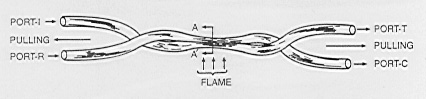 PORT-I
PULLING
PORT-R
A
A'
FLAME
PORT-T
PULLING
PORT-C